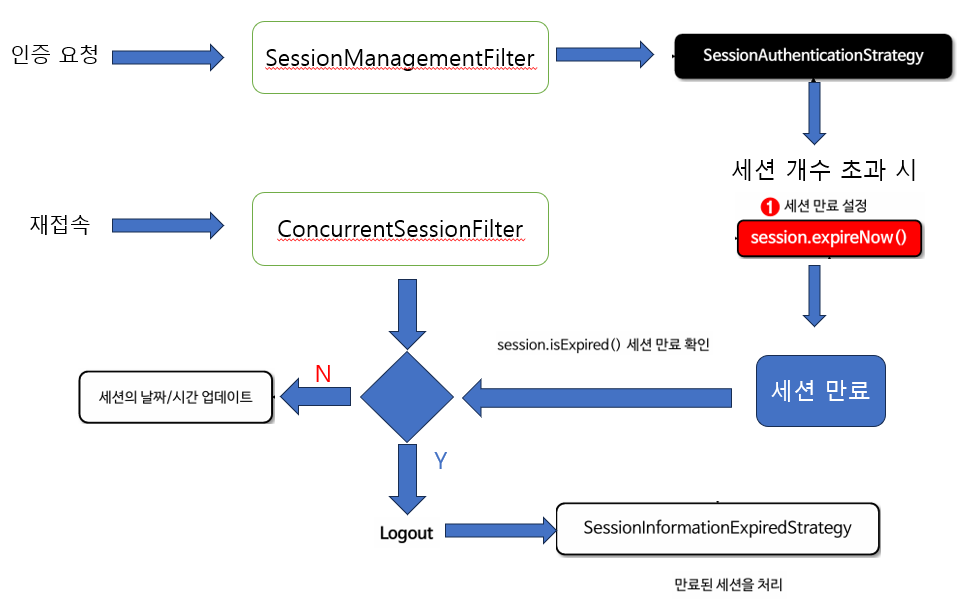 인증 요청
SessionManagementFilter
SessionAuthenticationStrategy
세션 개수 초과 시
1 세션 만료 설정
session.expireNow()
재접속
ConcurrentSessionFilter
session.isExpired() 세션 만료 확인
세션 만료
N
세션의 날짜/시간 업데이트
Y
Logout
SessionInformationExpiredStrategy
만료된 세션을 처리